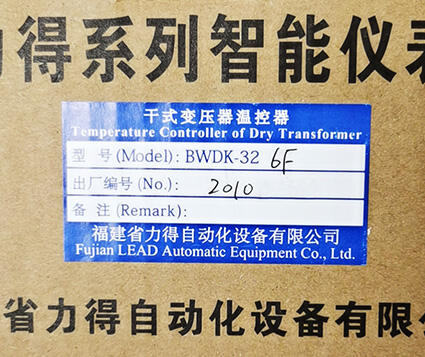 力得系列智能仪表
干式变压器温控器
Temperature Controller of Dry Transformer
型 号(Model): BWDK-32 6F
出厂编号(No.): 2010
备 注(Remark):
福建省力得自动化设备有限公司
Fujian LEAD Automatic Equipment Co., Ltd.
省力得自动化设备有限